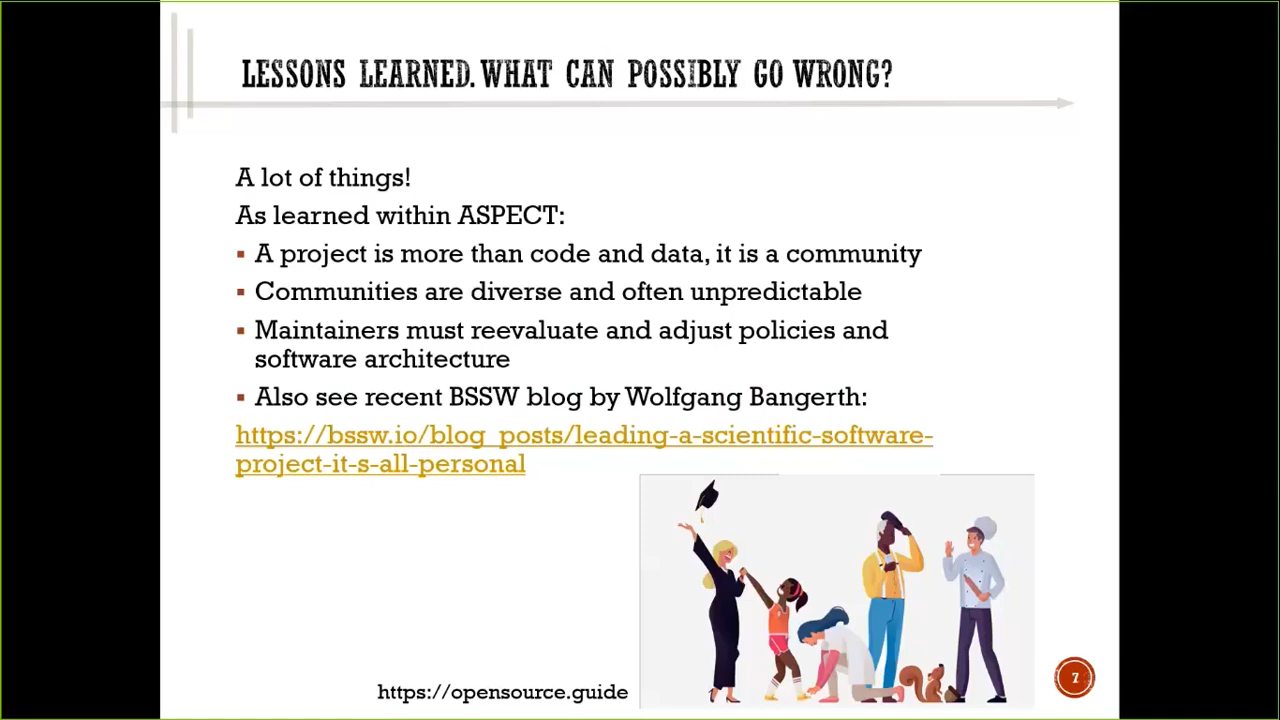 LESSONS LEARNED. WHAT CAN POSSIBLY GO WRONG?
A lot of things!
As learned within ASPECT:
▪ A project is more than code and data, it is a community
▪ Communities are diverse and often unpredictable
▪ Maintainers must reevaluate and adjust policies and
software architecture
▪ Also see recent BSSW blog by Wolfgang Bangerth:
https://bssw.io/blog_posts/leading-a-scientific-software-
project-it-s-all-personal
https://opensource.guide
7